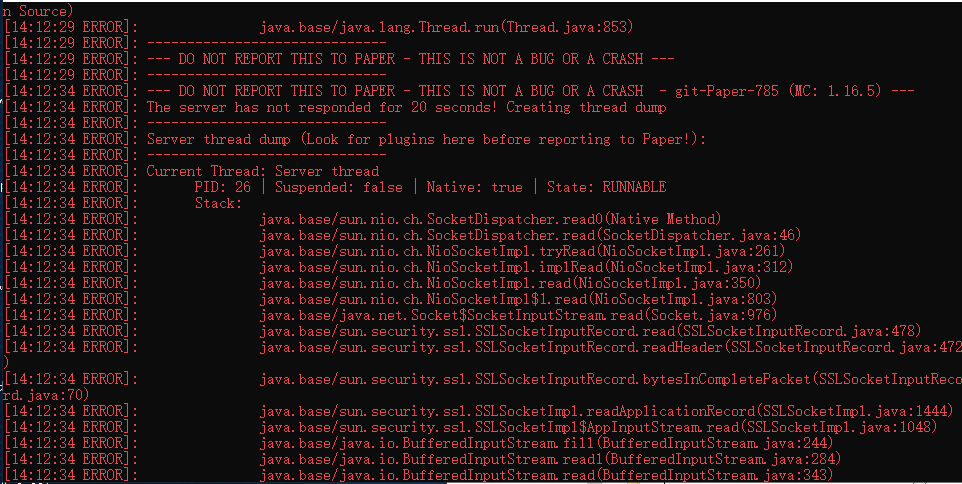 n Source)
[14:12:29 ERROR]: java.base/java.lang.Thread.run(Thread.java:853)
[14:12:29 ERROR]: ------------------------------
[14:12:29 ERROR]: --- DO NOT REPORT THIS TO PAPER - THIS IS NOT A BUG OR A CRASH ---
[14:12:29 ERROR]: ------------------------------
[14:12:34 ERROR]: --- DO NOT REPORT THIS TO PAPER - THIS IS NOT A BUG OR A CRASH  - git-Paper-785 (MC: 1.16.5) ---
[14:12:34 ERROR]: The server has not responded for 20 seconds! Creating thread dump
[14:12:34 ERROR]: ------------------------------
[14:12:34 ERROR]: Server thread dump (Look for plugins here before reporting to Paper!):
[14:12:34 ERROR]: ------------------------------
[14:12:34 ERROR]: Current Thread: Server thread
[14:12:34 ERROR]: PID: 26 | Suspended: false | Native: true | State: RUNNABLE
[14:12:34 ERROR]: Stack:
[14:12:34 ERROR]: java.base/sun.nio.ch.SocketDispatcher.read0(Native Method)
[14:12:34 ERROR]: java.base/sun.nio.ch.SocketDispatcher.read(SocketDispatcher.java:46)
[14:12:34 ERROR]: java.base/sun.nio.ch.NioSocketImpl.tryRead(NioSocketImpl.java:261)
[14:12:34 ERROR]: java.base/sun.nio.ch.NioSocketImpl.implRead(NioSocketImpl.java:312)
[14:12:34 ERROR]: java.base/sun.nio.ch.NioSocketImpl.read(NioSocketImpl.java:350)
[14:12:34 ERROR]: java.base/sun.nio.ch.NioSocketImpl$1.read(NioSocketImpl.java:803)
[14:12:34 ERROR]: java.base/java.net.Socket$SocketInputStream.read(Socket.java:976)
[14:12:34 ERROR]: java.base/sun.security.ssl.SSLSocketInputRecord.read(SSLSocketInputRecord.java:478)
[14:12:34 ERROR]: java.base/sun.security.ssl.SSLSocketInputRecord.readHeader(SSLSocketInputRecord.java:472
)
[14:12:34 ERROR]: java.base/sun.security.ssl.SSLSocketInputRecord.bytesInCompletePacket(SSLSocketInputReco
rd.java:70)
[14:12:34 ERROR]: java.base/sun.security.ssl.SSLSocketImpl.readApplicationRecord(SSLSocketImpl.java:1444)
[14:12:34 ERROR]: java.base/sun.security.ssl.SSLSocketImpl$AppInputStream.read(SSLSocketImpl.java:1048)
[14:12:34 ERROR]: java.base/java.io.BufferedInputStream.fill(BufferedInputStream.java:244)
[14:12:34 ERROR]: java.base/java.io.BufferedInputStream.read1(BufferedInputStream.java:284)
[14:12:34 ERROR]: java.base/java.io.BufferedInputStream.read(BufferedInputStream.java:343)